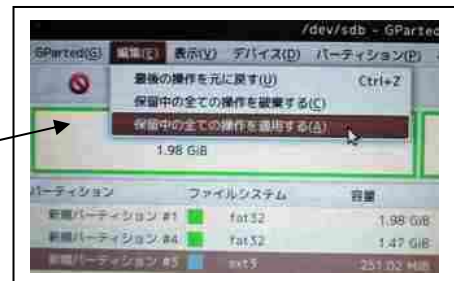 /dev/sdb - GParted
GParted(G) 編集(E) 表示(V) デバイス(D) パーティション(P)
最後の操作を元に戻す(U) Ctrl+Z
保留中の全ての操作を破棄する(C)
保留中の全ての操作を適用する(A)
1.98 GiB
パーティション ファイルシステム 容量
新規パーティション #1 fat32 1.98 GiB
新規パーティション #4 fat32 1.47 GiB
新規パーティション #5 ext3 251.02 MiB